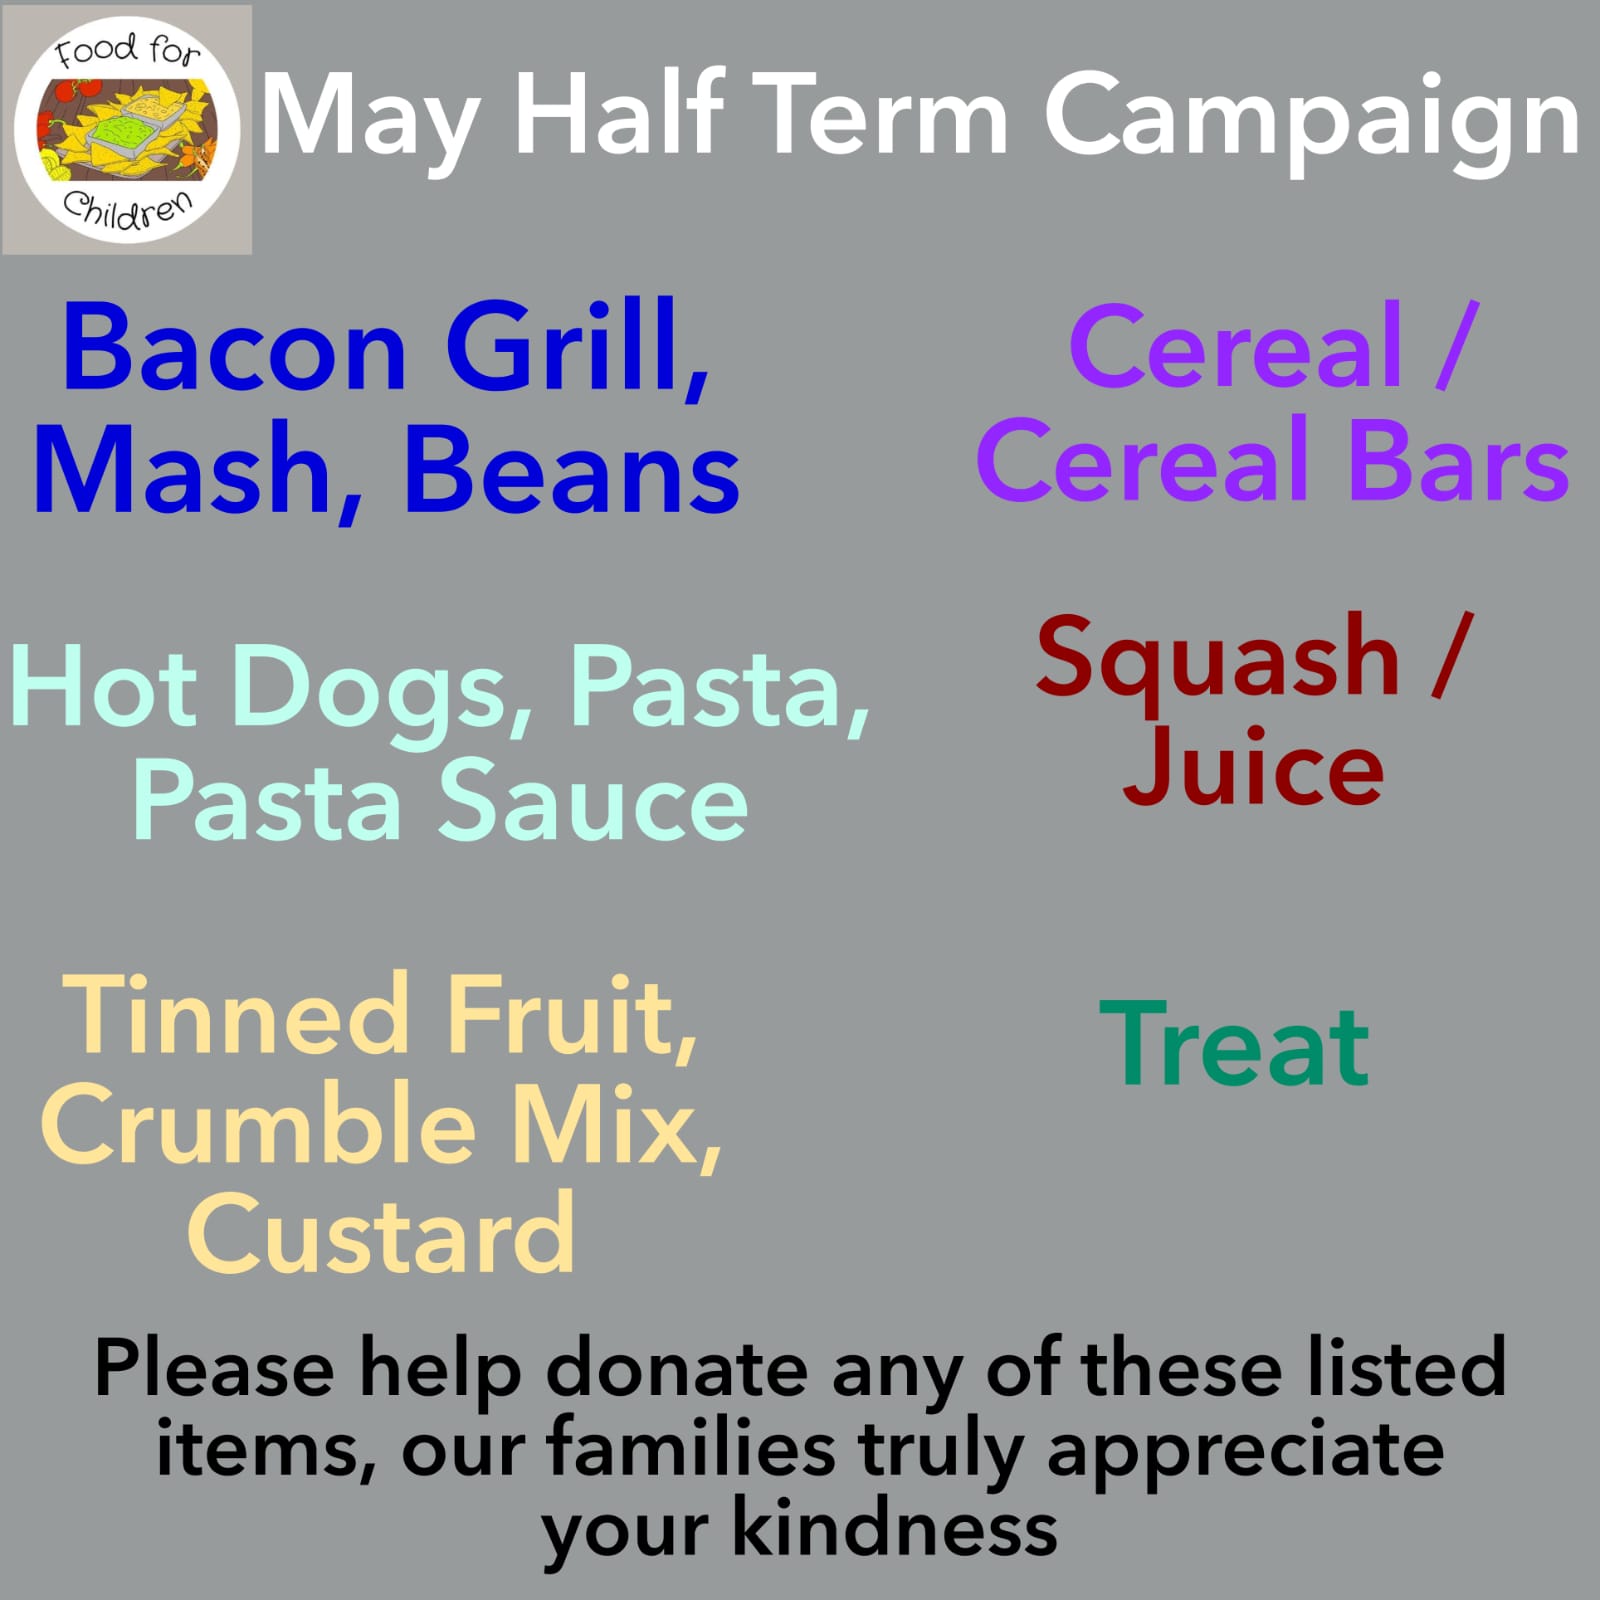 Food for
Children
May Half Term Campaign
Bacon Grill,
Mash, Beans
Cereal /
Cereal Bars
Hot Dogs, Pasta,
Pasta Sauce
Squash /
Juice
Tinned Fruit,
Crumble Mix,
Custard
Treat
Please help donate any of these listed
items, our families truly appreciate
your kindness